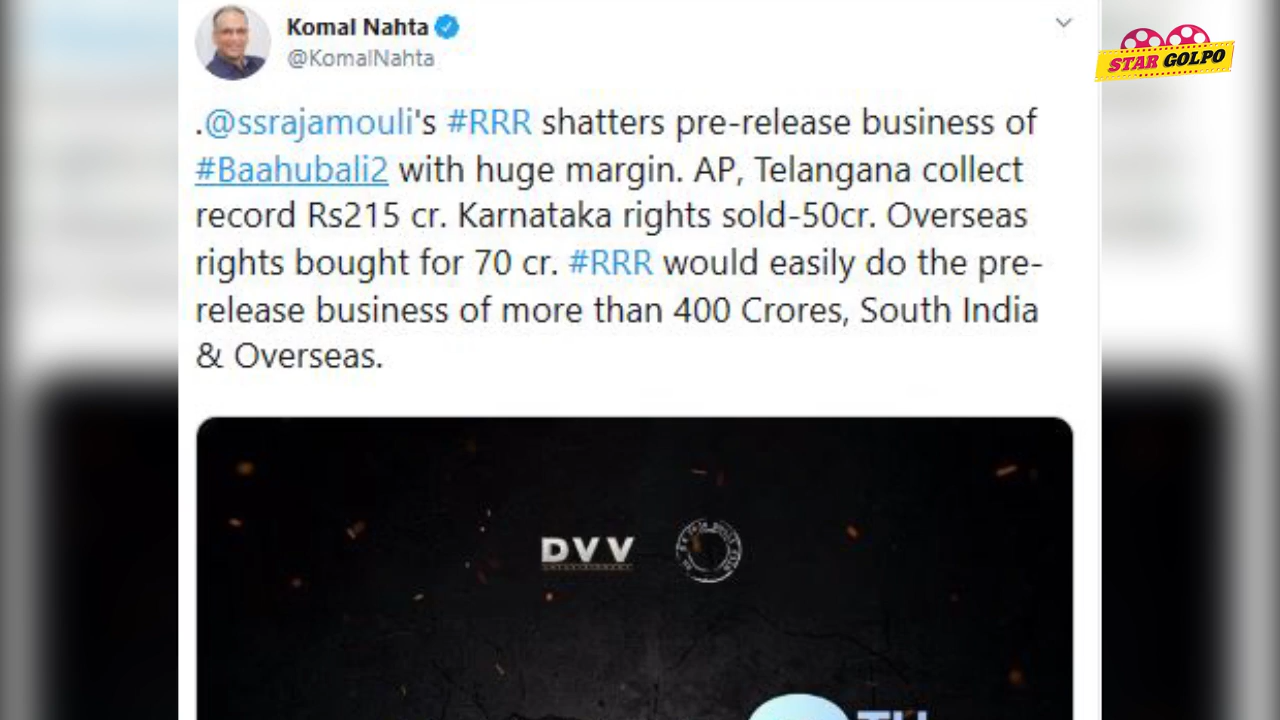 Komal Nahta
@KomalNahta
STAR GOLPO
.@ssrajamouli's #RRR shatters pre-release business of
#Baahubali2 with huge margin. AP, Telangana collect
record Rs215 cr. Karnataka rights sold-50cr. Overseas
rights bought for 70 cr. #RRR would easily do the pre-
release business of more than 400 Crores, South India
& Overseas.
DVV
ENTERTAINMENT